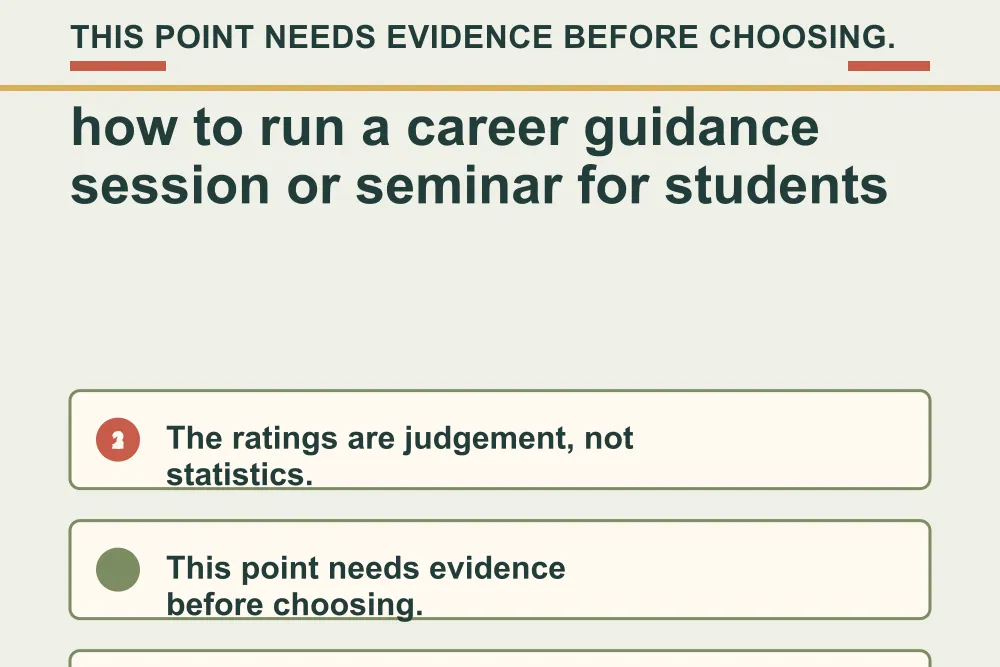 THIS POINT NEEDS EVIDENCE BEFORE CHOOSING.
how to run a career guidance
session or seminar for students
The ratings are judgement, not
statistics.
This point needs evidence
before choosing.